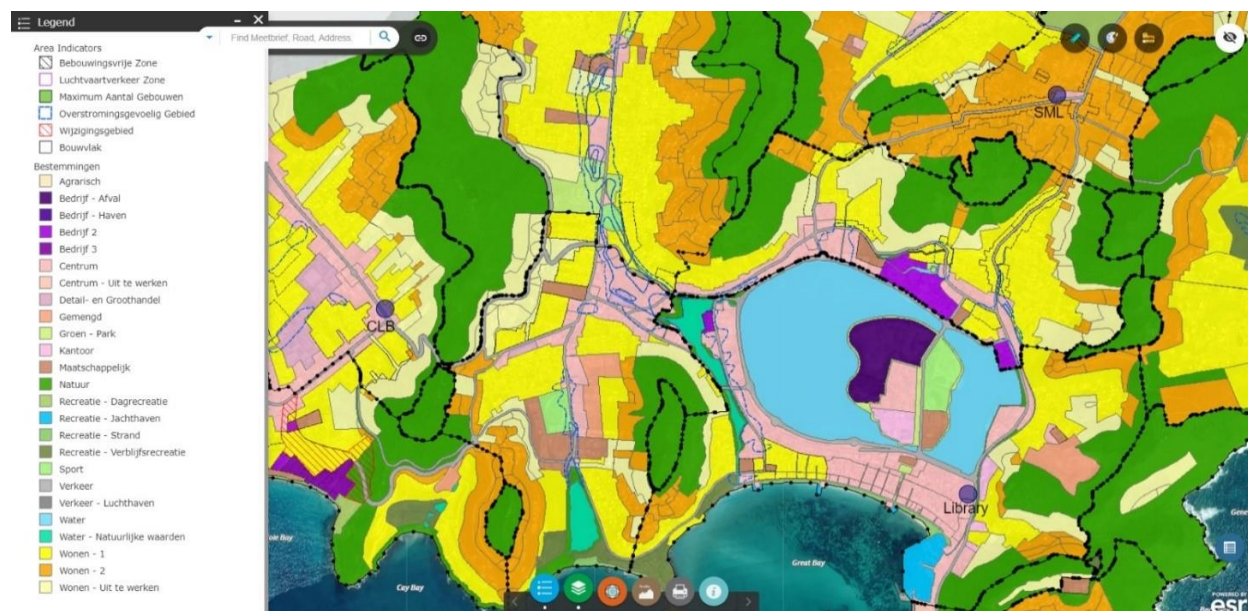 Legend
Find Meetbrief, Road, Address,
Area Indicators
Bebouwingsvrije Zone
Luchtvaartverkeer Zone
Maximum Aantal Gebouwen
Overstromingsgevoelig Gebied
Wijzigingsgebied
Bouwvlak
Bestemmingen
Agrarisch
Bedrijf - Afval
Bedrijf - Haven
Bedrijf 2
Bedrijf 3
Centrum
Centrum - Uit te werken
Detail- en Groothandel
Gemengd
Groen - Park
Kantoor
Maatschappelijk
Natuur
Recreatie - Dagrecreatie
Recreatie - Jachthaven
Recreatie - Strand
Recreatie - Verblijfsrecreatie
Sport
Verkeer
Verkeer - Luchthaven
Water
Water - Natuurlijke waarden
Wonen - 1
Wonen - 2
Wonen - Uit te werken
SML
CLB
Library
Bay
Cay Bay
Great Bay
POWERED BY
esri